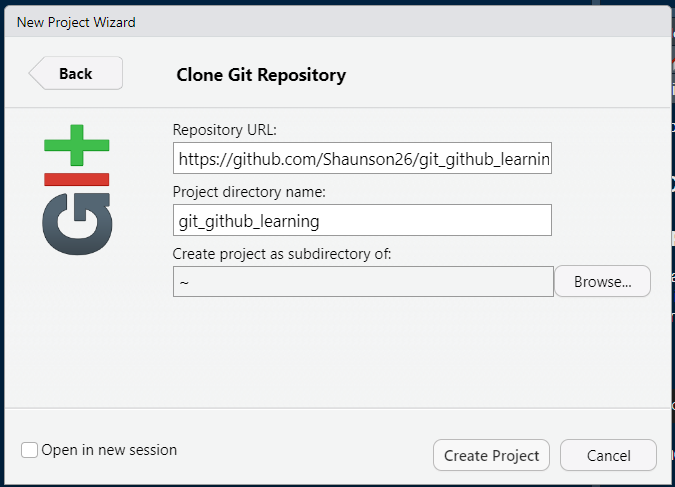 New Project Wizard
Back
Clone Git Repository
Repository URL:
https://github.com/Shaunson26/git_github_learnin
Project directory name:
git_github_learning
Create project as subdirectory of:
~
Browse...
Open in new session
Create Project
Cancel
git